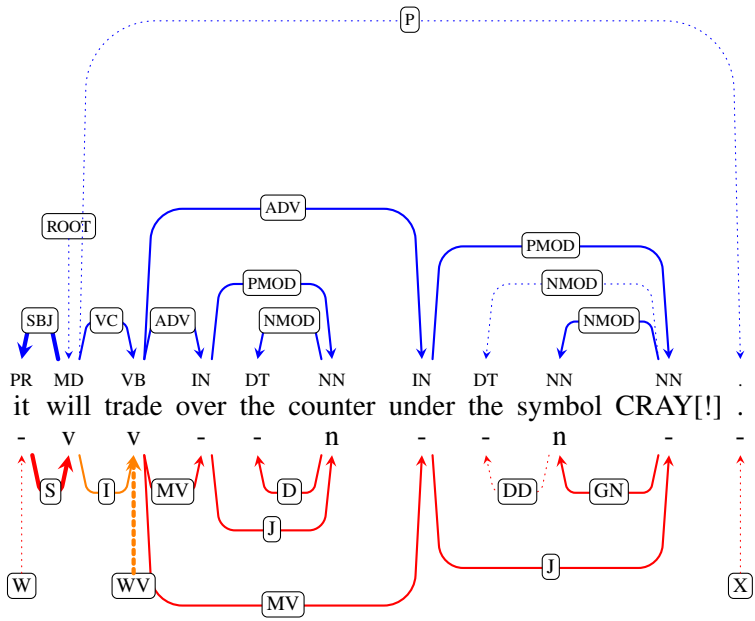 P
ADV
ROOT
PMOD
PMOD NMOD
SBJ VC ADV NMOD NMOD
PR MD VB IN DT NN IN DT NN NN .
it will trade over the counter under the symbol CRAY[!] .
- v v - - n - - n - -
S I MV D DD GN
J
J
W WV X
MV